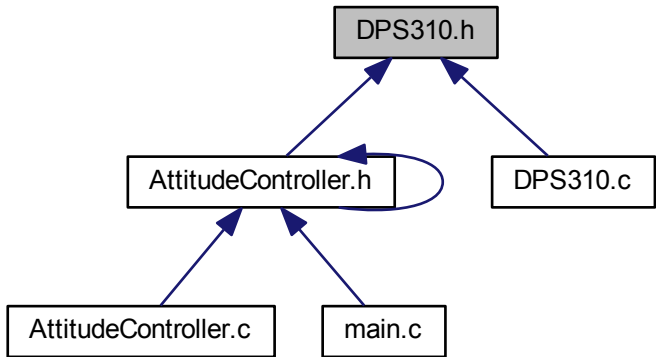 DPS310.h
AttitudeController.h
DPS310.c
AttitudeController.c
main.c